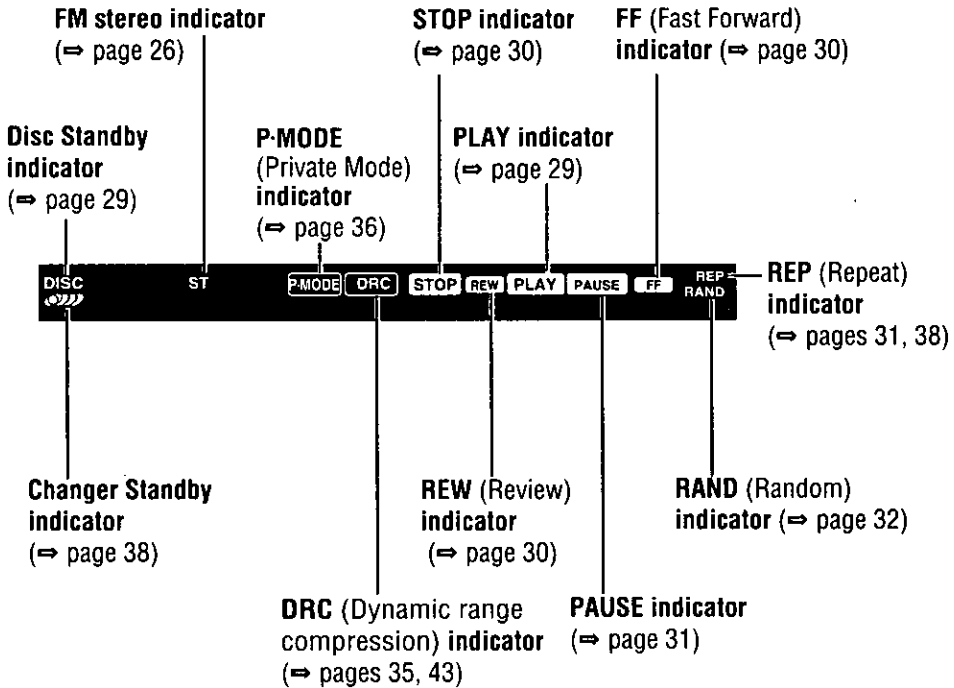 FM stereo indicator
(⇒ page 26)
STOP indicator
(⇒ page 30)
FF (Fast Forward)
indicator (⇒ page 30)
Disc Standby
indicator
(⇒ page 29)
P·MODE
(Private Mode)
indicator
(⇒ page 36)
PLAY indicator
(⇒ page 29)
DISC ST P·MODE DRC STOP REW PLAY PAUSE FF REP
RAND
REP (Repeat)
indicator
(⇒ pages 31, 38)
Changer Standby
indicator
(⇒ page 38)
REW (Review)
indicator
(⇒ page 30)
RAND (Random)
indicator (⇒ page 32)
DRC (Dynamic range
compression) indicator
(⇒ pages 35, 43)
PAUSE indicator
(⇒ page 31)